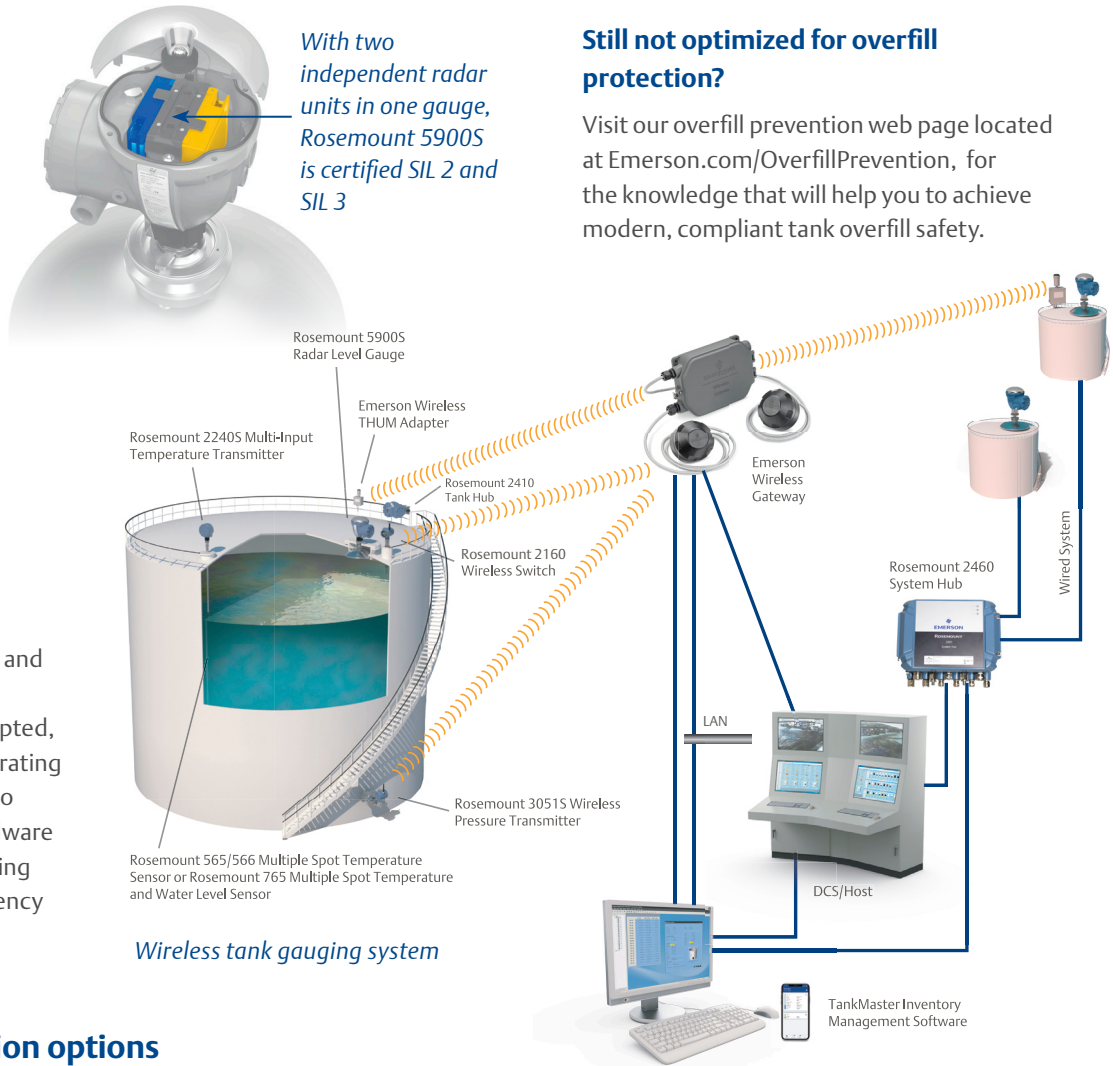 With two
independent radar
units in one gauge,
Rosemount 5900S
is certified SIL 2 and
SIL 3
Still not optimized for overfill
protection?
Visit our overfill prevention web page located
at Emerson.com/OverfillPrevention, for
the knowledge that will help you to achieve
modern, compliant tank overfill safety.
Rosemount 5900S
Radar Level Gauge
Emerson Wireless
THUM Adapter
Rosemount 2240S Multi-Input
Temperature Transmitter
Rosemount 2410
Tank Hub
Rosemount 2160
Wireless Switch
Emerson
Wireless
Gateway
Rosemount 2460
System Hub
Wired System
EMERSON
ROSEMOUNT
LAN
Rosemount 3051S Wireless
Pressure Transmitter
Rosemount 565/566 Multiple Spot Temperature
Sensor or Rosemount 765 Multiple Spot Temperature
and Water Level Sensor
DCS/Host
Wireless tank gauging system
TankMaster Inventory
Management Software
and
pted,
rating
o
ware
ing
ency
ion options